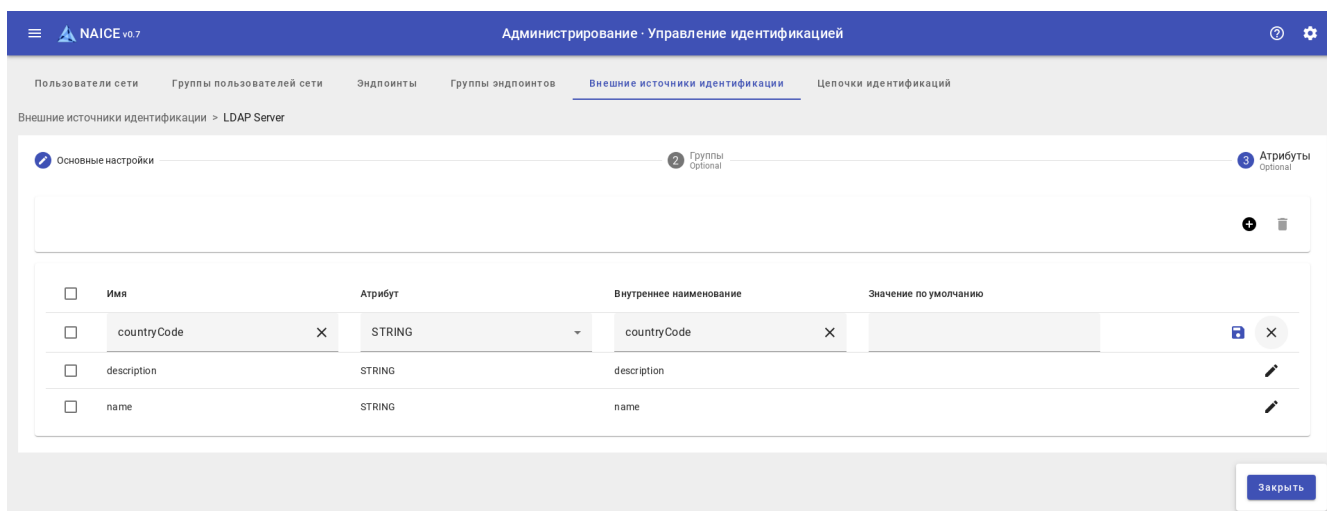 NAICE v0.7
Администрирование · Управление идентификацией
Пользователи сети Группы пользователей сети Эндпоинты Группы эндпоинтов Внешние источники идентификации Цепочки идентификаций
Внешние источники идентификации > LDAP Server
Основные настройки 2 Группы 3 Атрибуты
Optional Optional
Имя Атрибут Внутреннее наименование Значение по умолчанию
countryCode STRING countryCode
description STRING description
name STRING name
Закрыть